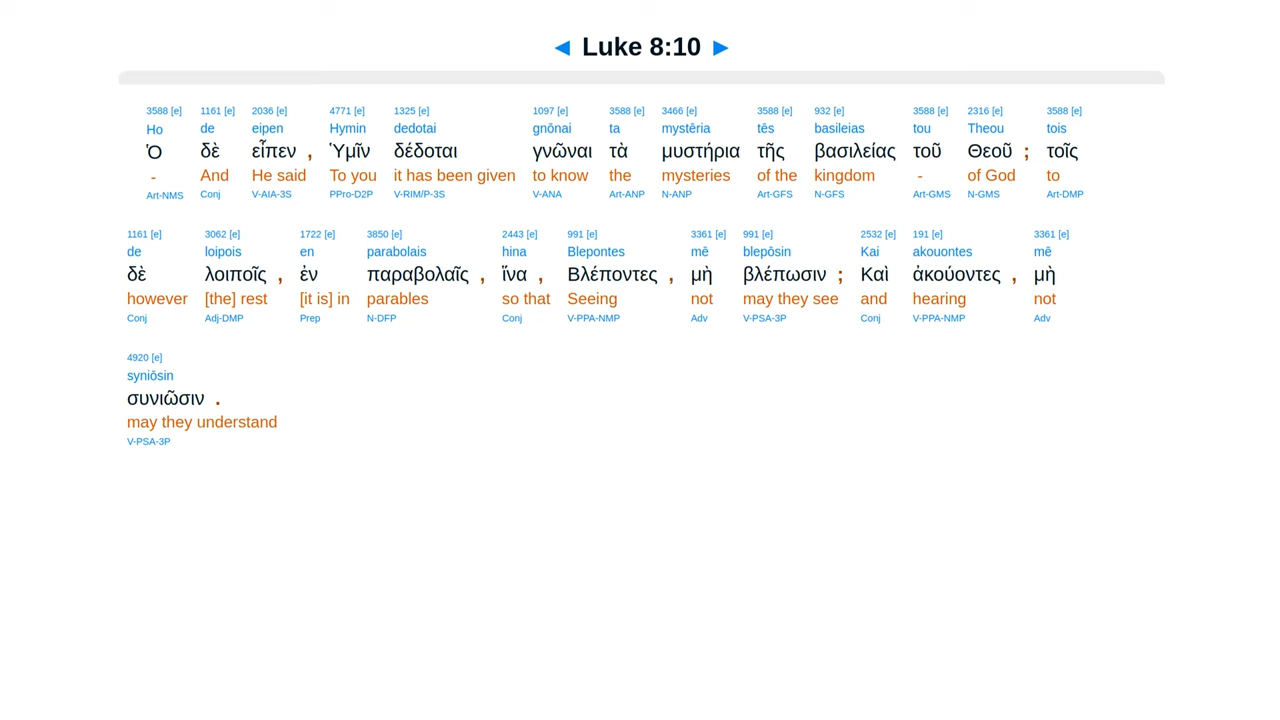 ◄ Luke 8:10 ►
3588 [e] 1161 [e] 2036 [e] 4771 [e] 1325 [e] 1097 [e] 3588 [e] 3466 [e] 3588 [e] 932 [e] 3588 [e] 2316 [e] 3588 [e]
Ho de eipen Hymin dedotai gnōnai ta mystēria tēs basileias tou Theou tois
Ὁ δὲ εἶπεν , Ὑμῖν δέδοται γνῶναι τὰ μυστήρια τῆς βασιλείας τοῦ Θεοῦ ; τοῖς
- And He said To you it has been given to know the mysteries of the kingdom - of God to
Art-NMS Conj V-AIA-3S PPro-D2P V-RIM/P-3S V-ANA Art-ANP N-ANP Art-GFS N-GFS Art-GMS N-GMS Art-DMP
1161 [e] 3062 [e] 1722 [e] 3850 [e] 2443 [e] 991 [e] 3361 [e] 991 [e] 2532 [e] 191 [e] 3361 [e]
de loipois en parabolais hina Blepontes mē blepōsin Kai akouontes mē
δὲ λοιποῖς , ἐν παραβολαῖς , ἵνα , Βλέποντες , μὴ βλέπωσιν ; Καὶ ἀκούοντες , μὴ
however [the] rest [it is] in parables so that Seeing not may they see and hearing not
Conj Adj-DMP Prep N-DFP Conj V-PPA-NMP Adv V-PSA-3P Conj V-PPA-NMP Adv
4920 [e]
syniōsin
συνιῶσιν .
may they understand
V-PSA-3P